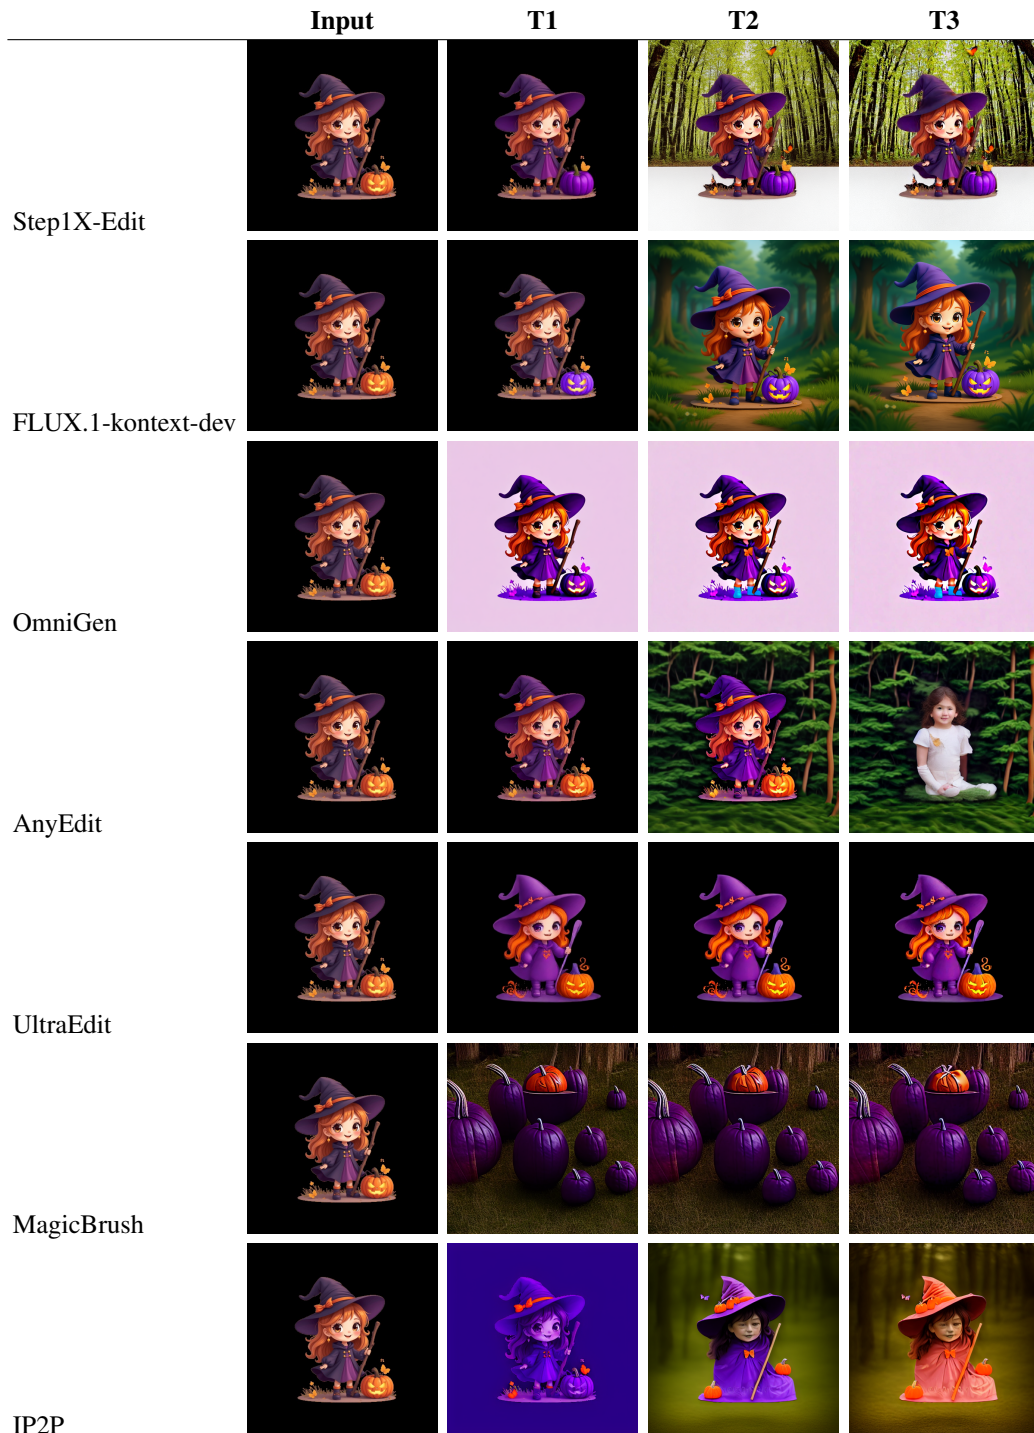 Input T1 T2 T3
Step1X-Edit
FLUX.1-kontext-dev
OmniGen
AnyEdit
UltraEdit
MagicBrush
IP2P